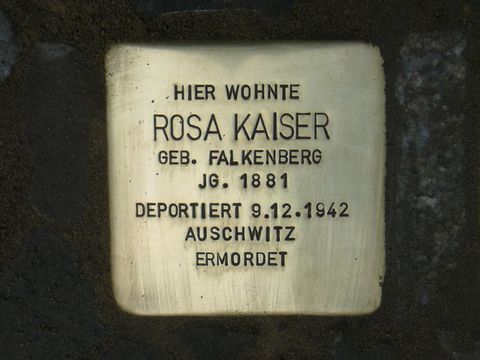 HIER WOHNTE
ROSA KAISER
GEB. FALKENBERG
JG. 1881
DEPORTIERT 9.12.1942
AUSCHWITZ
ERMORDET